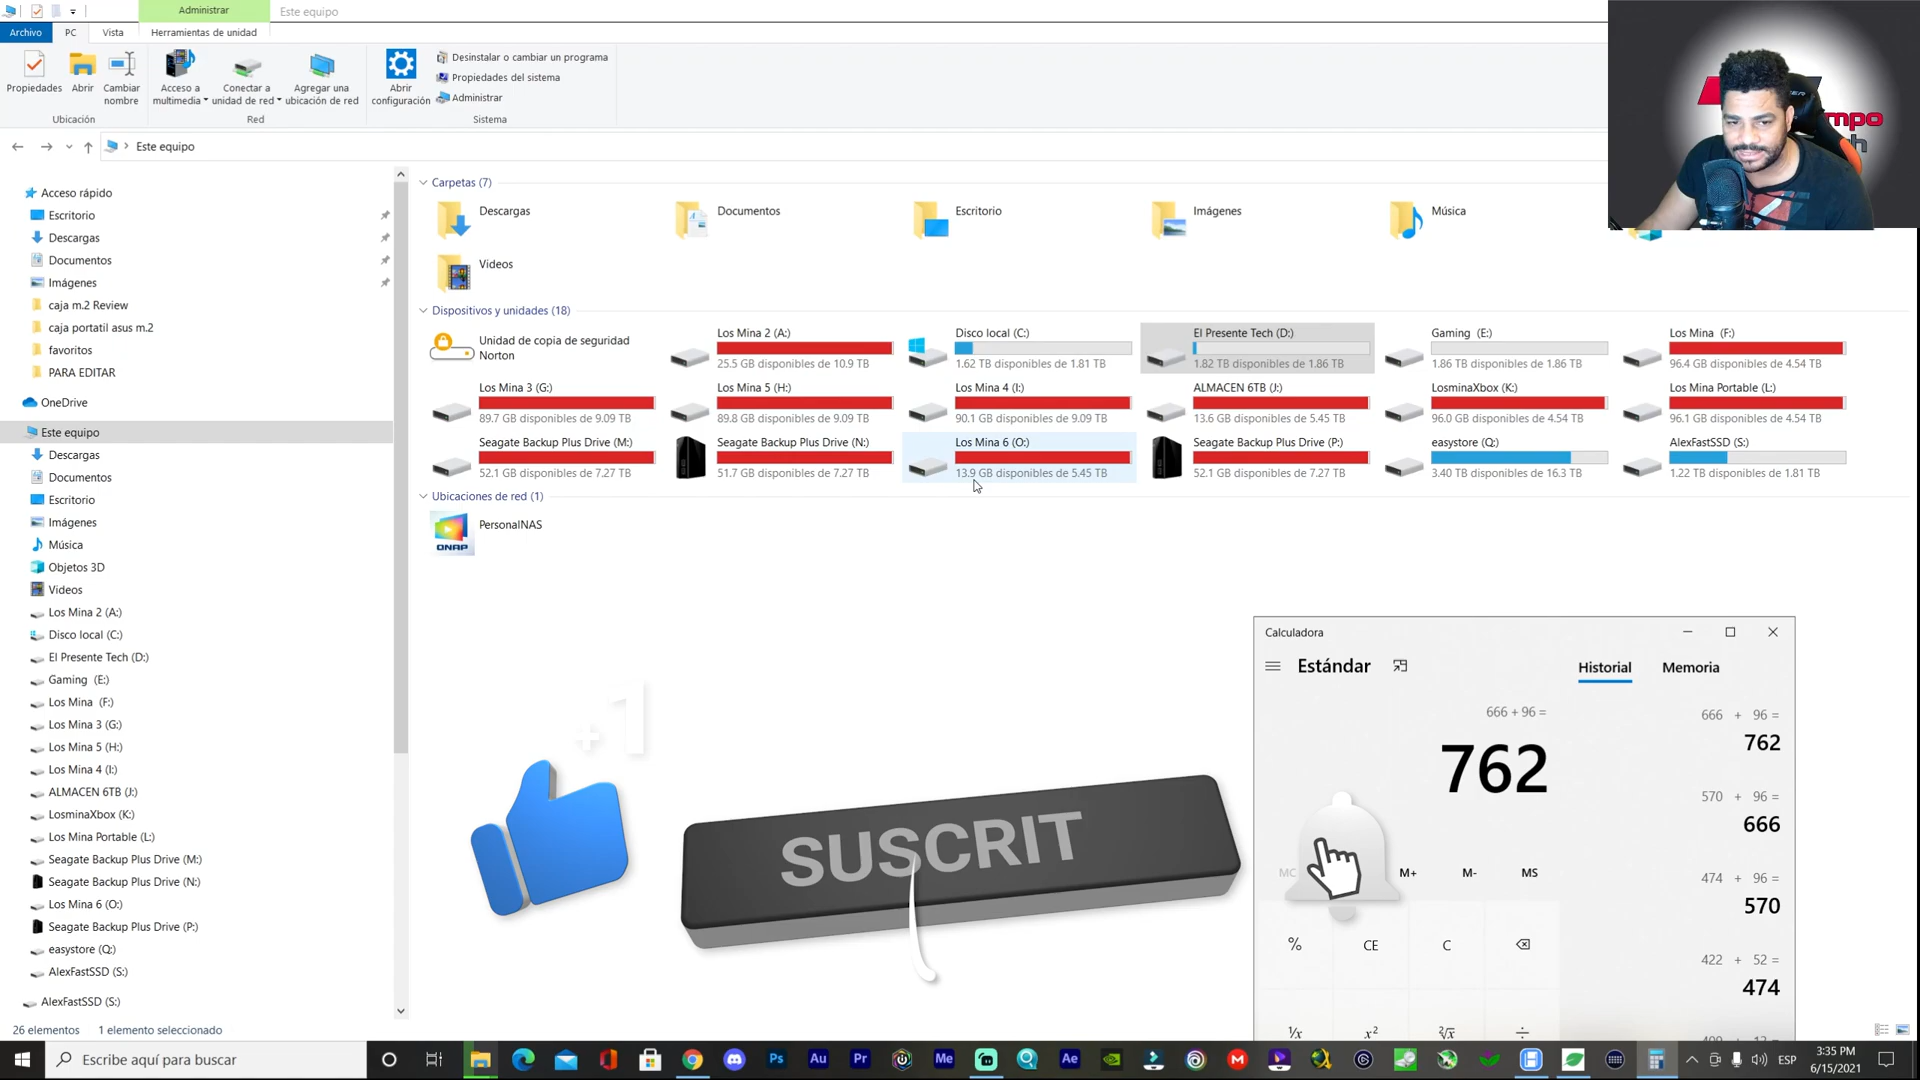 Administrar
Este equipo
Archivo
PC
Vista
Herramientas de unidad
Propiedades
Abrir
Cambiar
nombre
Acceso a
multimedia
Conectar a
unidad de red
Agregar una
ubicación de red
Abrir
configuración
Desinstalar o cambiar un programa
Propiedades del sistema
Administrar
Ubicación
Red
Sistema
Este equipo
Acceso rápido
Escritorio
Descargas
Documentos
Imágenes
caja m.2 Review
caja portatil asus m.2
favoritos
PARA EDITAR
OneDrive
Este equipo
Descargas
Documentos
Escritorio
Imágenes
Música
Objetos 3D
Videos
Los Mina 2 (A:)
Disco local (C:)
El Presente Tech (D:)
Gaming (E:)
Los Mina (F:)
Los Mina 3 (G:)
Los Mina 5 (H:)
Los Mina 4 (I:)
ALMACEN 6TB (J:)
LosminaXbox (K:)
Los Mina Portable (L:)
Seagate Backup Plus Drive (M:)
Seagate Backup Plus Drive (N:)
Los Mina 6 (O:)
Seagate Backup Plus Drive (P:)
easystore (Q:)
AlexFastSSD (S:)
AlexFastSSD (S:)
26 elementos
1 elemento seleccionado
Carpetas (7)
Descargas
Documentos
Escritorio
Imágenes
Música
Videos
Dispositivos y unidades (18)
Unidad de copia de seguridad
Norton
Los Mina 2 (A:)
25.5 GB disponibles de 10.9 TB
Disco local (C:)
1.62 TB disponibles de 1.81 TB
El Presente Tech (D:)
1.82 TB disponibles de 1.86 TB
Gaming (E:)
1.86 TB disponibles de 1.86 TB
Los Mina (F:)
96.4 GB disponibles de 4.54 TB
Los Mina 3 (G:)
89.7 GB disponibles de 9.09 TB
Los Mina 5 (H:)
89.8 GB disponibles de 9.09 TB
Los Mina 4 (I:)
90.1 GB disponibles de 9.09 TB
ALMACEN 6TB (J:)
13.6 GB disponibles de 5.45 TB
LosminaXbox (K:)
96.0 GB disponibles de 4.54 TB
Los Mina Portable (L:)
96.1 GB disponibles de 4.54 TB
Seagate Backup Plus Drive (M:)
52.1 GB disponibles de 7.27 TB
Seagate Backup Plus Drive (N:)
51.7 GB disponibles de 7.27 TB
Los Mina 6 (O:)
13.9 GB disponibles de 5.45 TB
Seagate Backup Plus Drive (P:)
52.1 GB disponibles de 7.27 TB
easystore (Q:)
3.40 TB disponibles de 16.3 TB
AlexFastSSD (S:)
1.22 TB disponibles de 1.81 TB
Ubicaciones de red (1)
QNAP
PersonalNAS
+1
SUSCRIT
Calculadora
Estándar
Historial
Memoria
666 + 96 =
762
MC
M+
M-
MS
%
CE
C
¹/x
x²
²√x
÷
666 + 96 =
762
570 + 96 =
666
474 + 96 =
570
422 + 52 =
474
Escribe aquí para buscar
Ps
Au
Pr
Me
Ae
ESP
3:35 PM
6/15/2021